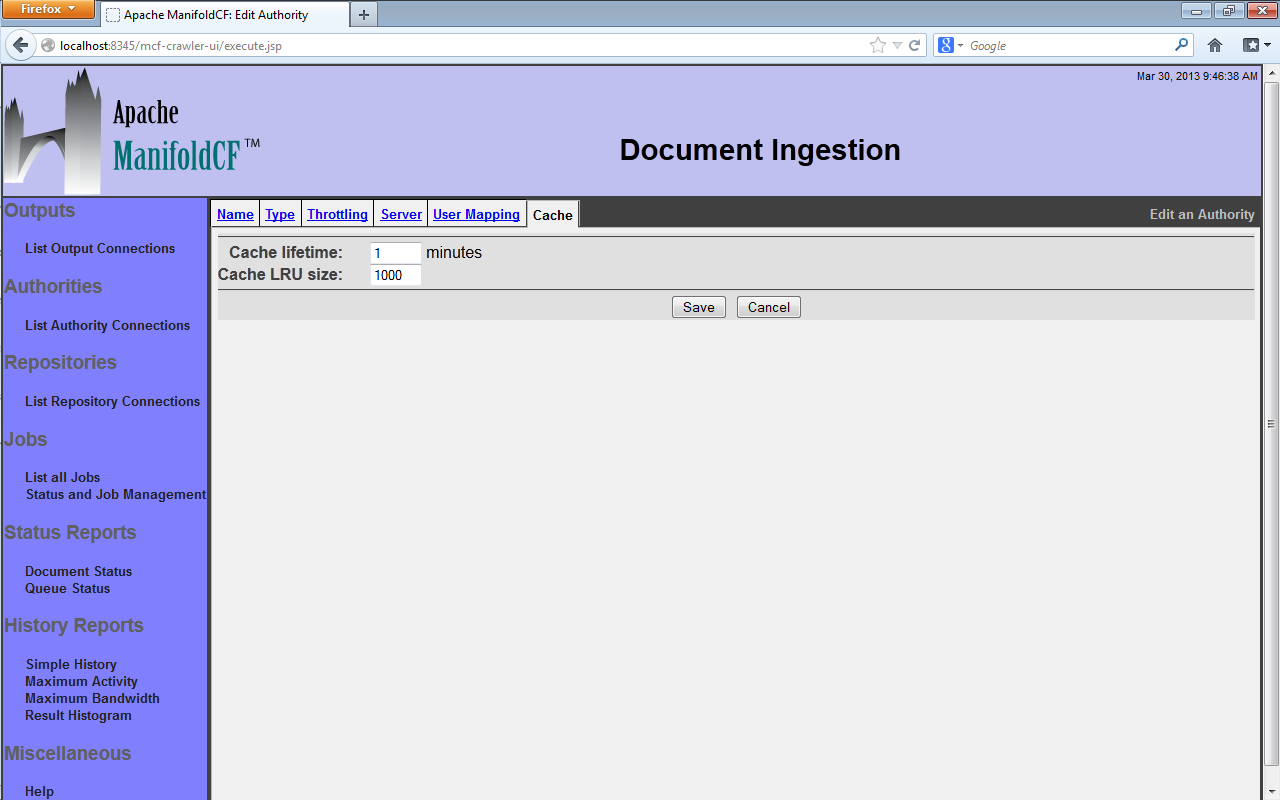 Firefox
Apache ManifoldCF: Edit Authority
localhost:8345/mcf-crawler-ui/execute.jsp
Google
Mar 30, 2013 9:46:38 AM
Apache
ManifoldCF™
Document Ingestion
Outputs
List Output Connections
Authorities
List Authority Connections
Repositories
List Repository Connections
Jobs
List all Jobs
Status and Job Management
Status Reports
Document Status
Queue Status
History Reports
Simple History
Maximum Activity
Maximum Bandwidth
Result Histogram
Miscellaneous
Help
Name Type Throttling Server User Mapping Cache Edit an Authority
Cache lifetime: 1 minutes
Cache LRU size: 1000
Save Cancel